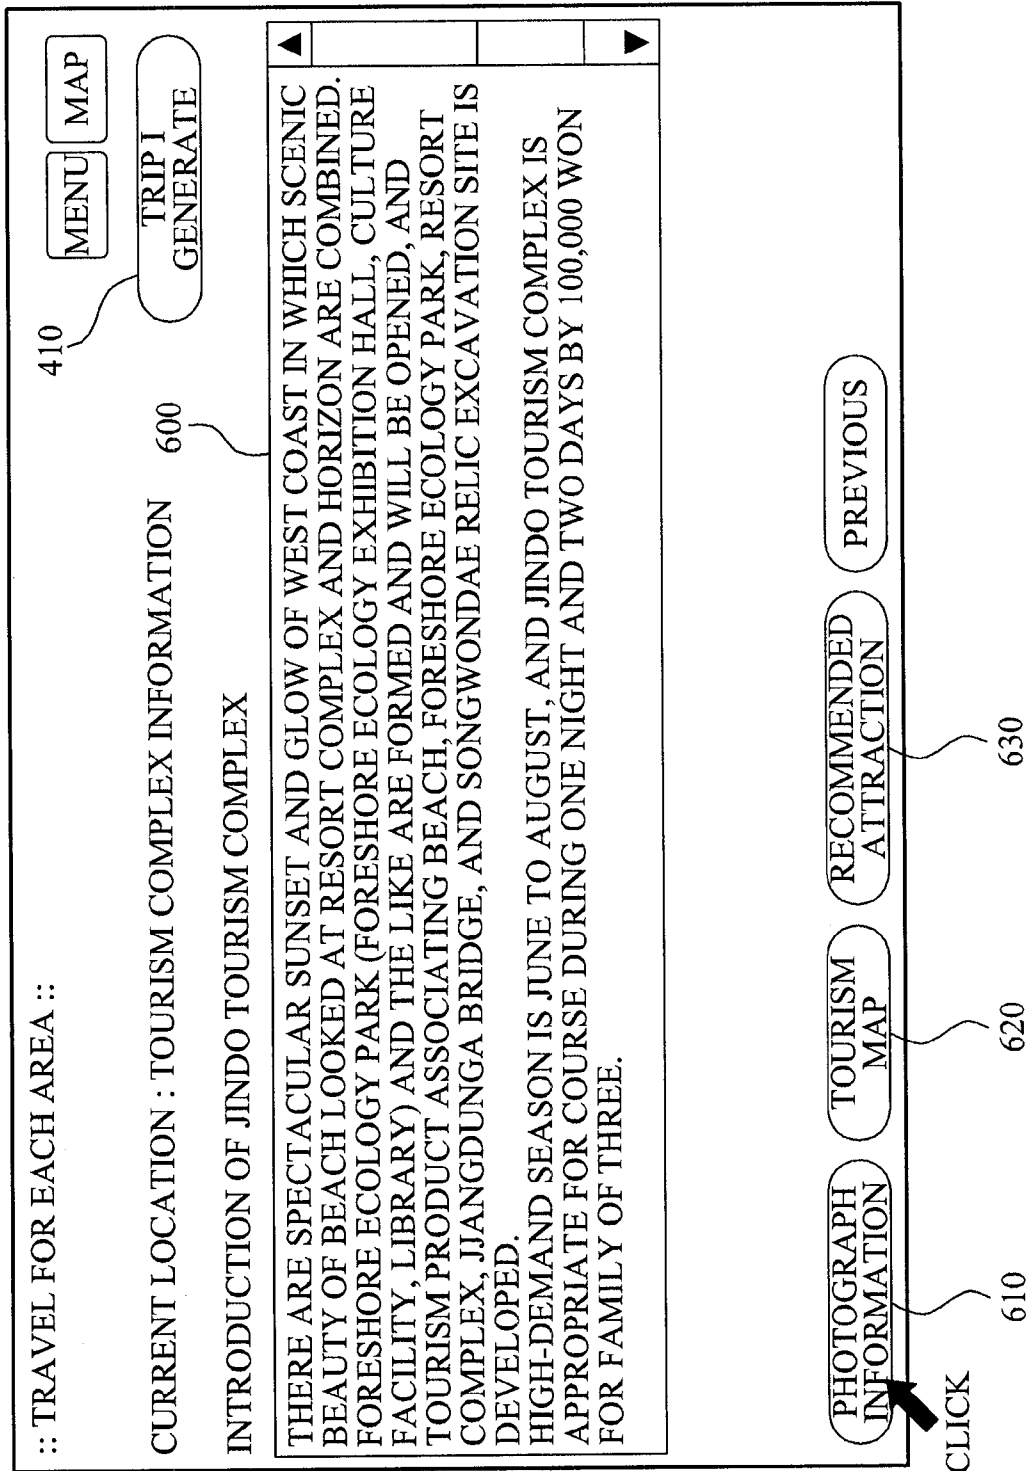 :: TRAVEL FOR EACH AREA ::
MENU MAP
410
CURRENT LOCATION : TOURISM COMPLEX INFORMATION
TRIP I
GENERATE
600
INTRODUCTION OF JINDO TOURISM COMPLEX
THERE ARE SPECTACULAR SUNSET AND GLOW OF WEST COAST IN WHICH SCENIC
BEAUTY OF BEACH LOOKED AT RESORT COMPLEX AND HORIZON ARE COMBINED.
FORESHORE ECOLOGY PARK (FORESHORE ECOLOGY EXHIBITION HALL, CULTURE
FACILITY, LIBRARY) AND THE LIKE ARE FORMED AND WILL BE OPENED, AND
TOURISM PRODUCT ASSOCIATING BEACH, FORESHORE ECOLOGY PARK, RESORT
COMPLEX, JJANGDUNGA BRIDGE, AND SONGWONDAE RELIC EXCAVATION SITE IS
DEVELOPED.
HIGH-DEMAND SEASON IS JUNE TO AUGUST, AND JINDO TOURISM COMPLEX IS
APPROPRIATE FOR COURSE DURING ONE NIGHT AND TWO DAYS BY 100,000 WON
FOR FAMILY OF THREE.
PHOTOGRAPH
INFORMATION
TOURISM
MAP
RECOMMENDED
ATTRACTION
PREVIOUS
CLICK
610
620
630